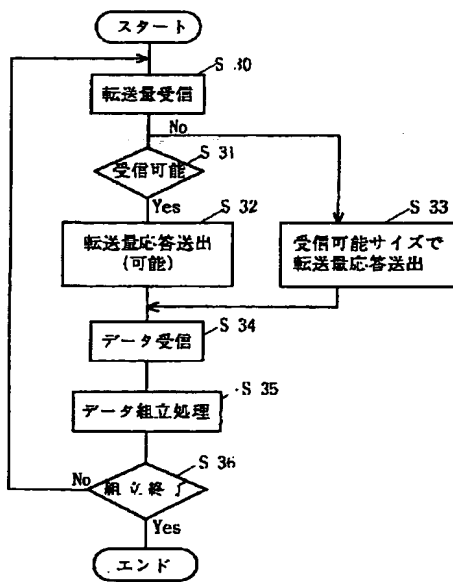 スタート
S 30
転送量受信
No
S 31
受信可能
Yes
S 32
転送量応答送出
(可能)
S 33
受信可能サイズで
転送量応答送出
S 34
データ受信
S 35
データ組立処理
S 36
No
組立終了
Yes
エンド